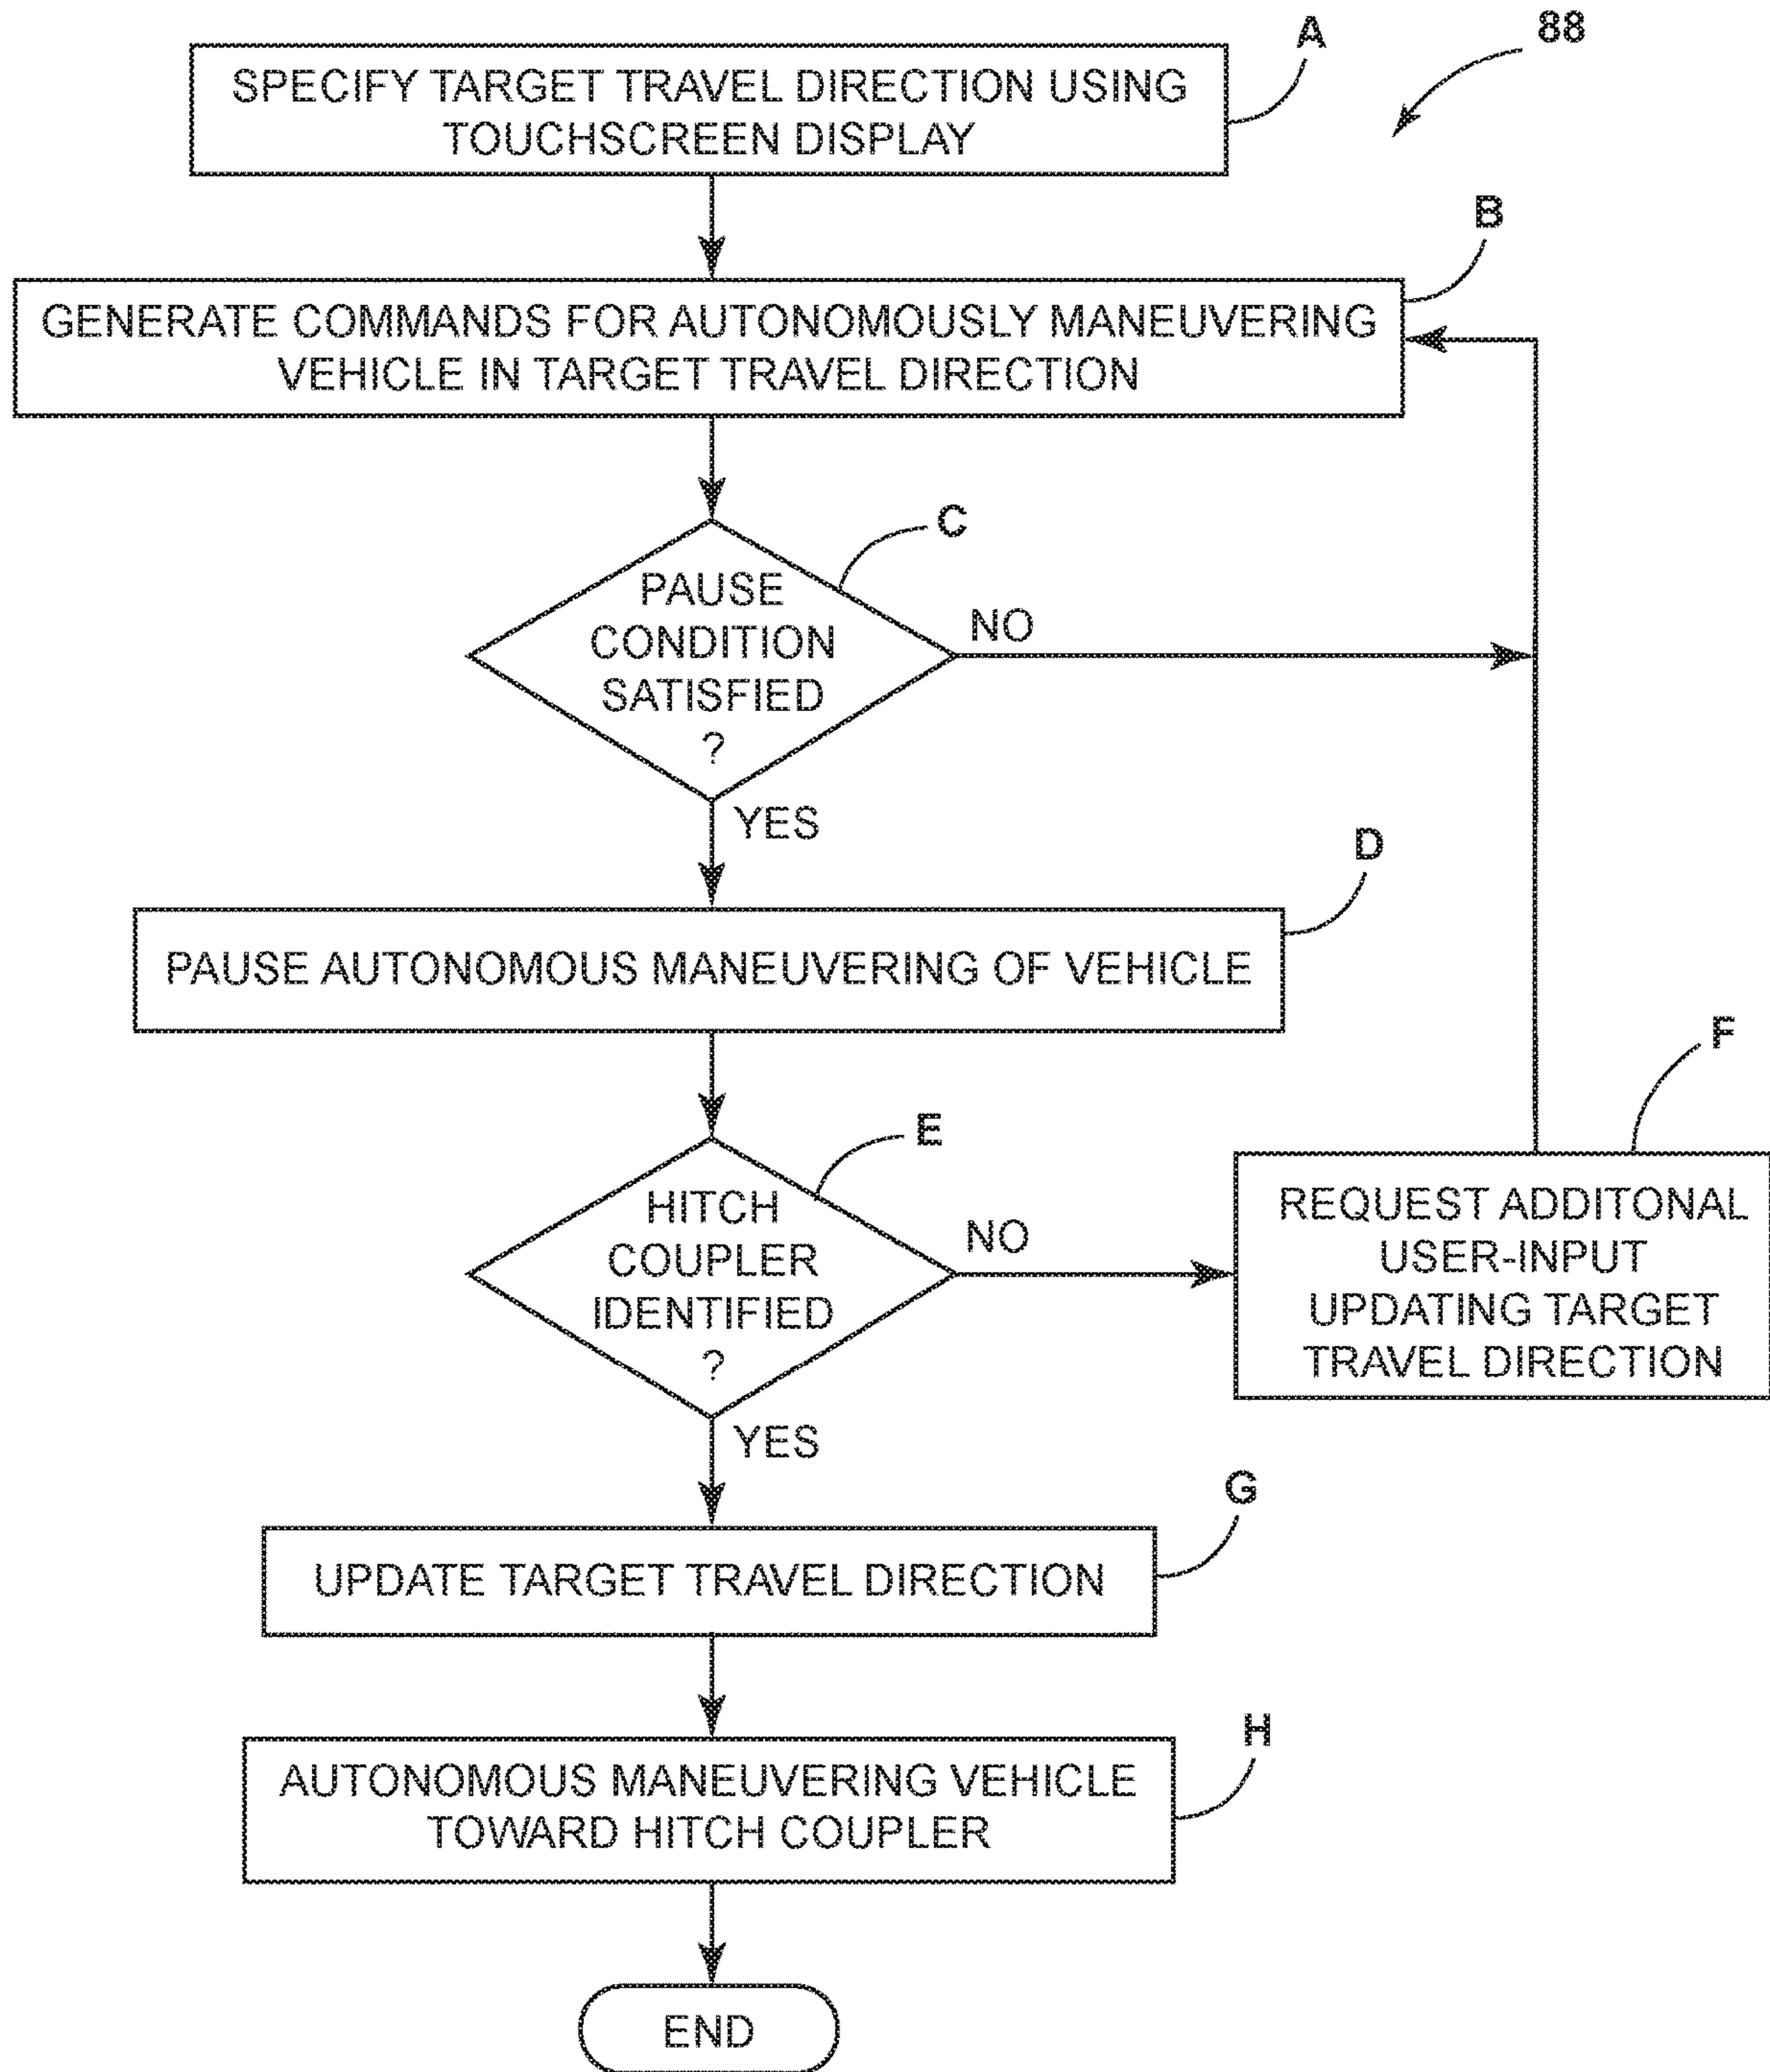 88
A
SPECIFY TARGET TRAVEL DIRECTION USING
TOUCHSCREEN DISPLAY
B
GENERATE COMMANDS FOR AUTONOMOUSLY MANEUVERING
VEHICLE IN TARGET TRAVEL DIRECTION
C
PAUSE
CONDITION
SATISFIED
?
NO
YES
D
PAUSE AUTONOMOUS MANEUVERING OF VEHICLE
E
HITCH
COUPLER
IDENTIFIED
?
NO
F
REQUEST ADDITONAL
USER-INPUT
UPDATING TARGET
TRAVEL DIRECTION
YES
G
UPDATE TARGET TRAVEL DIRECTION
H
AUTONOMOUS MANEUVERING VEHICLE
TOWARD HITCH COUPLER
END